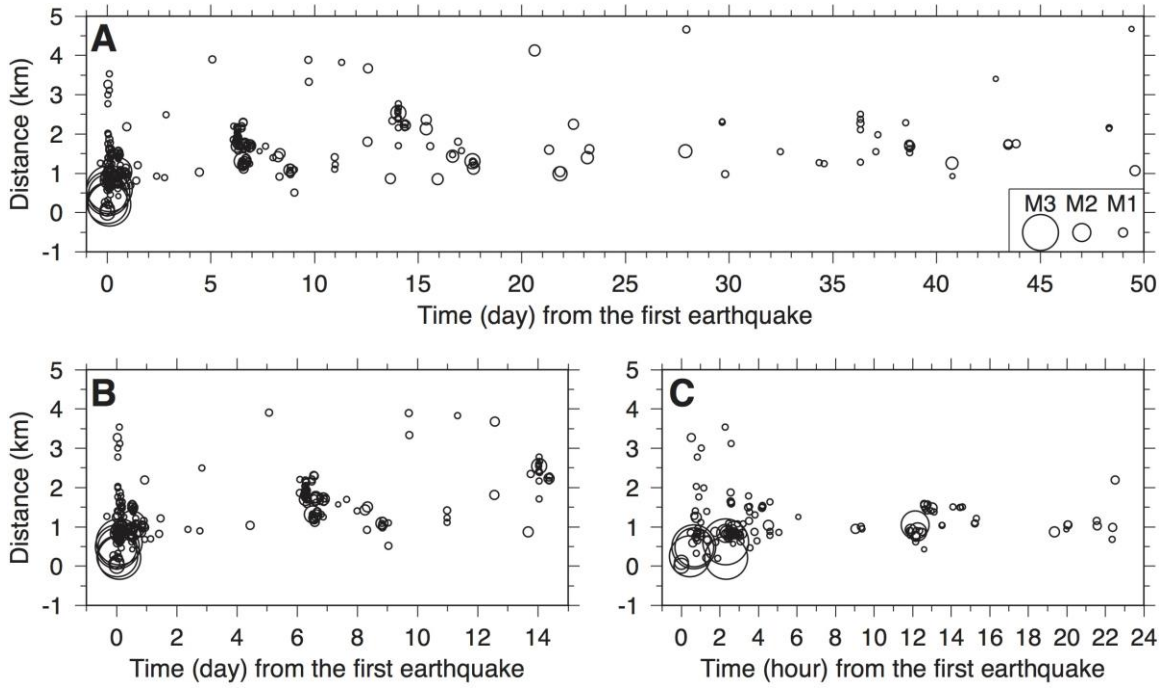 A
5
4
3
2
1
0
-1
Distance (km)
M3 M2 M1
0 5 10 15 20 25 30 35 40 45 50
Time (day) from the first earthquake
B
5
4
3
2
1
0
-1
Distance (km)
0 2 4 6 8 10 12 14
Time (day) from the first earthquake
C
5
4
3
2
1
0
-1
0 2 4 6 8 10 12 14 16 18 20 22 24
Time (hour) from the first earthquake